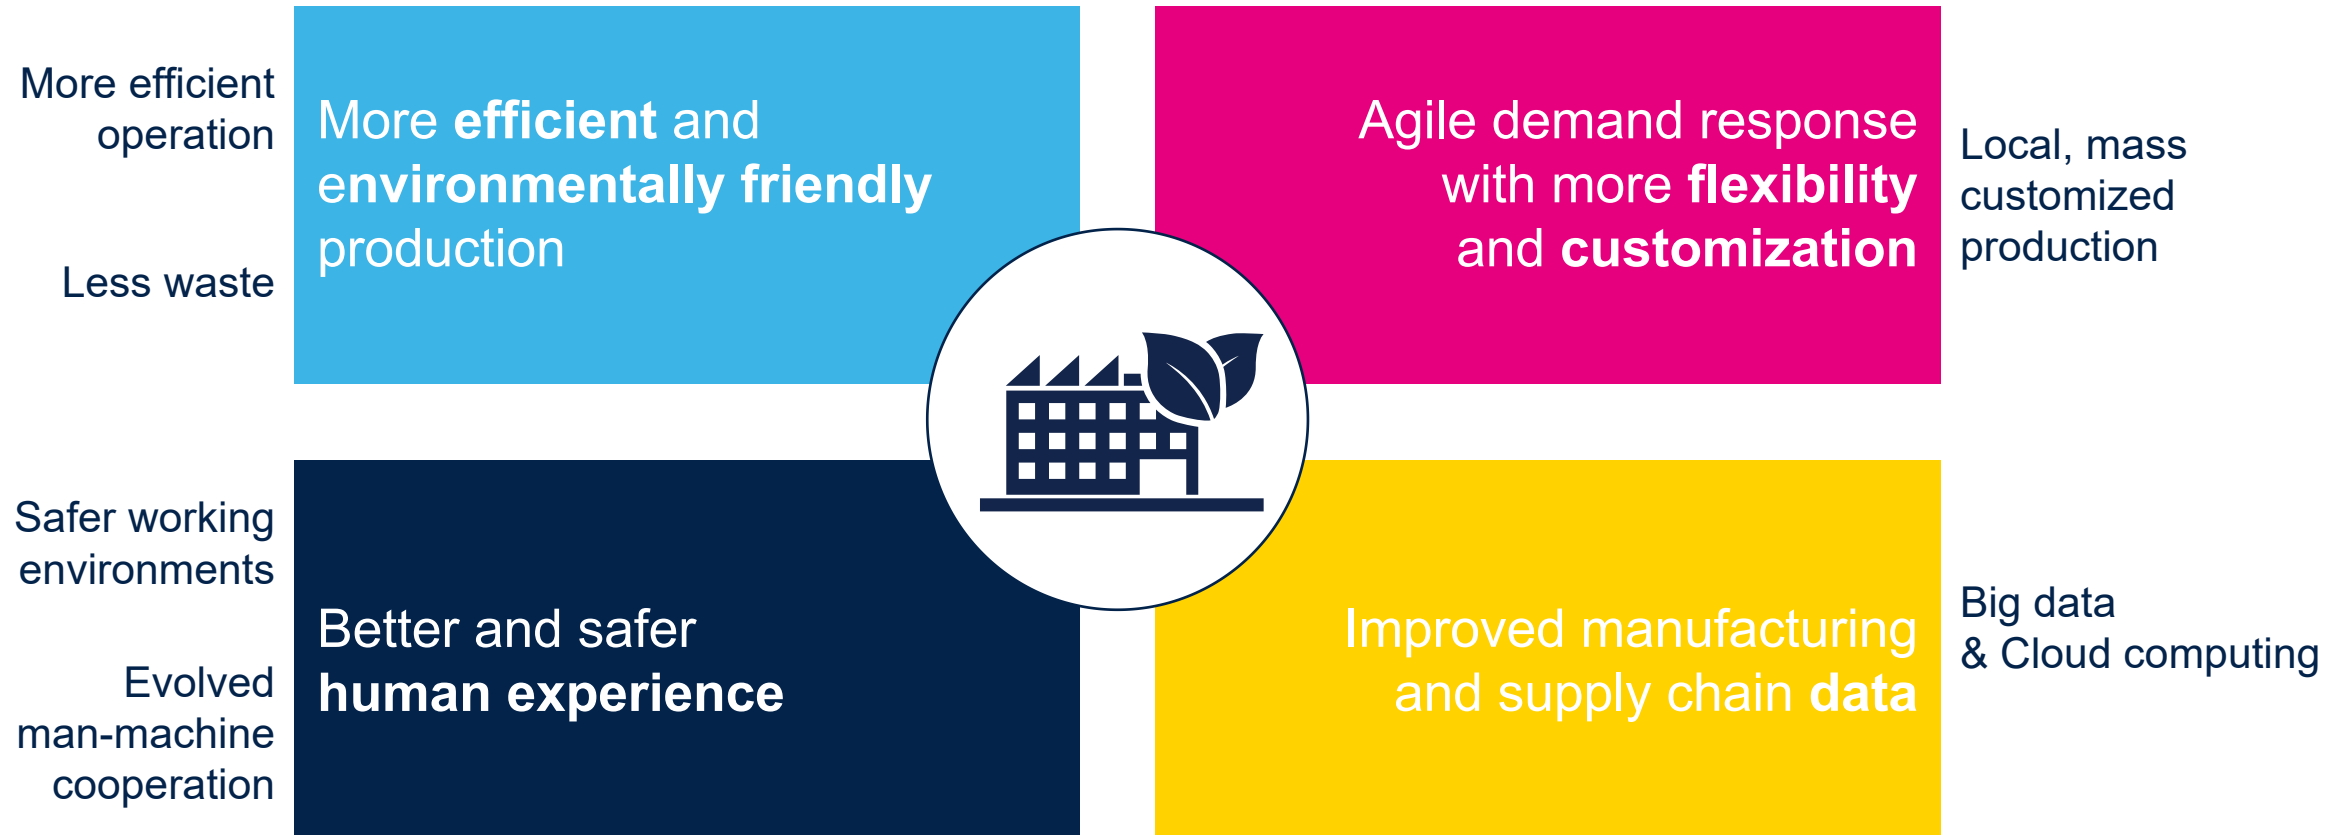 More efficient
operation
Less waste
More efficient and
environmentally friendly
production
Agile demand response
with more flexibility
and customization
Local, mass
customized
production
Safer working
environments
Evolved
man-machine
cooperation
Better and safer
human experience
Improved manufacturing
and supply chain data
Big data
& Cloud computing